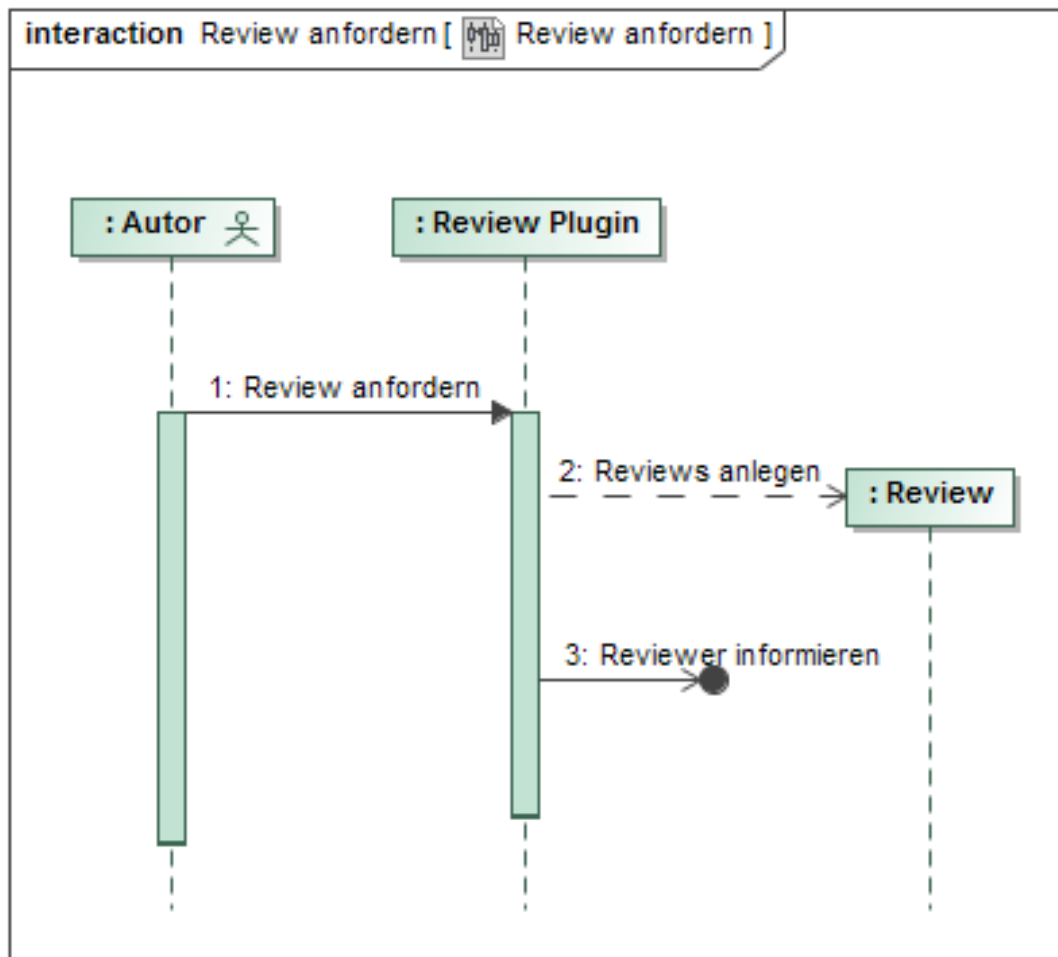 interaction Review anfordern [ Review anfordern ]
: Autor
: Review Plugin
1: Review anfordern
2: Reviews anlegen
: Review
3: Reviewer informieren